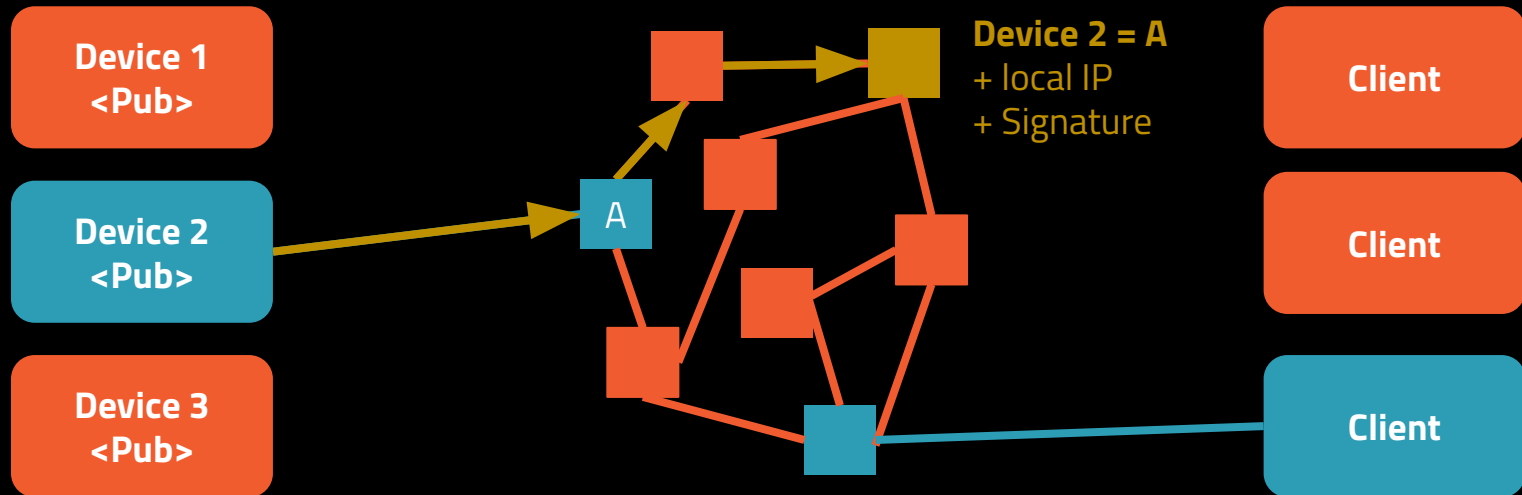 Device 1
<Pub>
Device 2
<Pub>
Device 3
<Pub>
A
Device 2 = A
+ local IP
+ Signature
Client
Client
Client